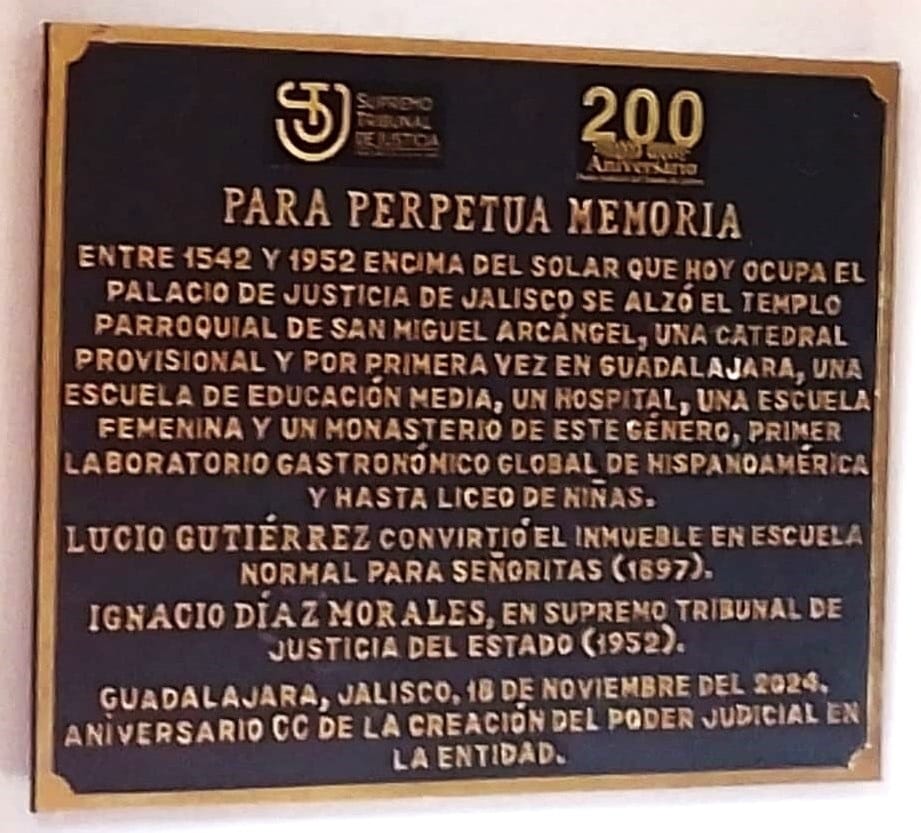 SUPREMO
TRIBUNAL
DE JUSTICIA
200
Aniversario
PARA PERPETUA MEMORIA
ENTRE 1542 Y 1952 ENCIMA DEL SOLAR QUE HOY OCUPA EL
PALACIO DE JUSTICIA DE JALISCO SE ALZÓ EL TEMPLO
PARROQUIAL DE SAN MIGUEL ARCÁNGEL, UNA CATEDRAL
PROVISIONAL Y POR PRIMERA VEZ EN GUADALAJARA, UNA
ESCUELA DE EDUCACIÓN MEDIA, UN HOSPITAL, UNA ESCUELA
FEMENINA Y UN MONASTERIO DE ESTE GÉNERO, PRIMER
LABORATORIO GASTRONÓMICO GLOBAL DE HISPANOAMÉRICA
Y HASTA LICEO DE NIÑAS.
LUCIO GUTIÉRREZ CONVIRTIÓ EL INMUEBLE EN ESCUELA
NORMAL PARA SEÑORITAS (1897).
IGNACIO DÍAZ MORALES, EN SUPREMO TRIBUNAL DE
JUSTICIA DEL ESTADO (1952).
GUADALAJARA, JALISCO, 18 DE NOVIEMBRE DEL 2024.
ANIVERSARIO CC DE LA CREACIÓN DEL PODER JUDICIAL EN
LA ENTIDAD.